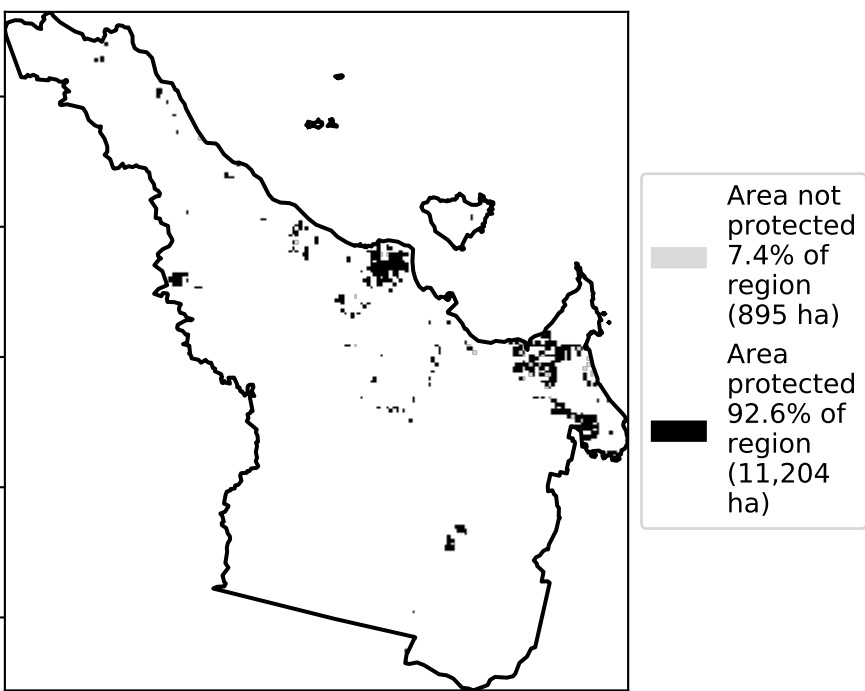 Area not
protected
7.4% of
region
(895 ha)
Area
protected
92.6% of
region
(11,204
ha)